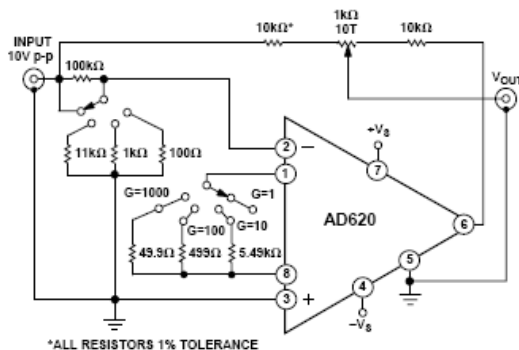 INPUT
10V p-p
100kΩ
11kΩ
1kΩ
100Ω
10kΩ*
1kΩ
10T
10kΩ
VOUT
G=1000
G=1
G=100
G=10
49.9Ω
499Ω
5.49kΩ
2
−
1
8
3
+
+VS
7
AD620
6
5
4
−VS
*ALL RESISTORS 1% TOLERANCE